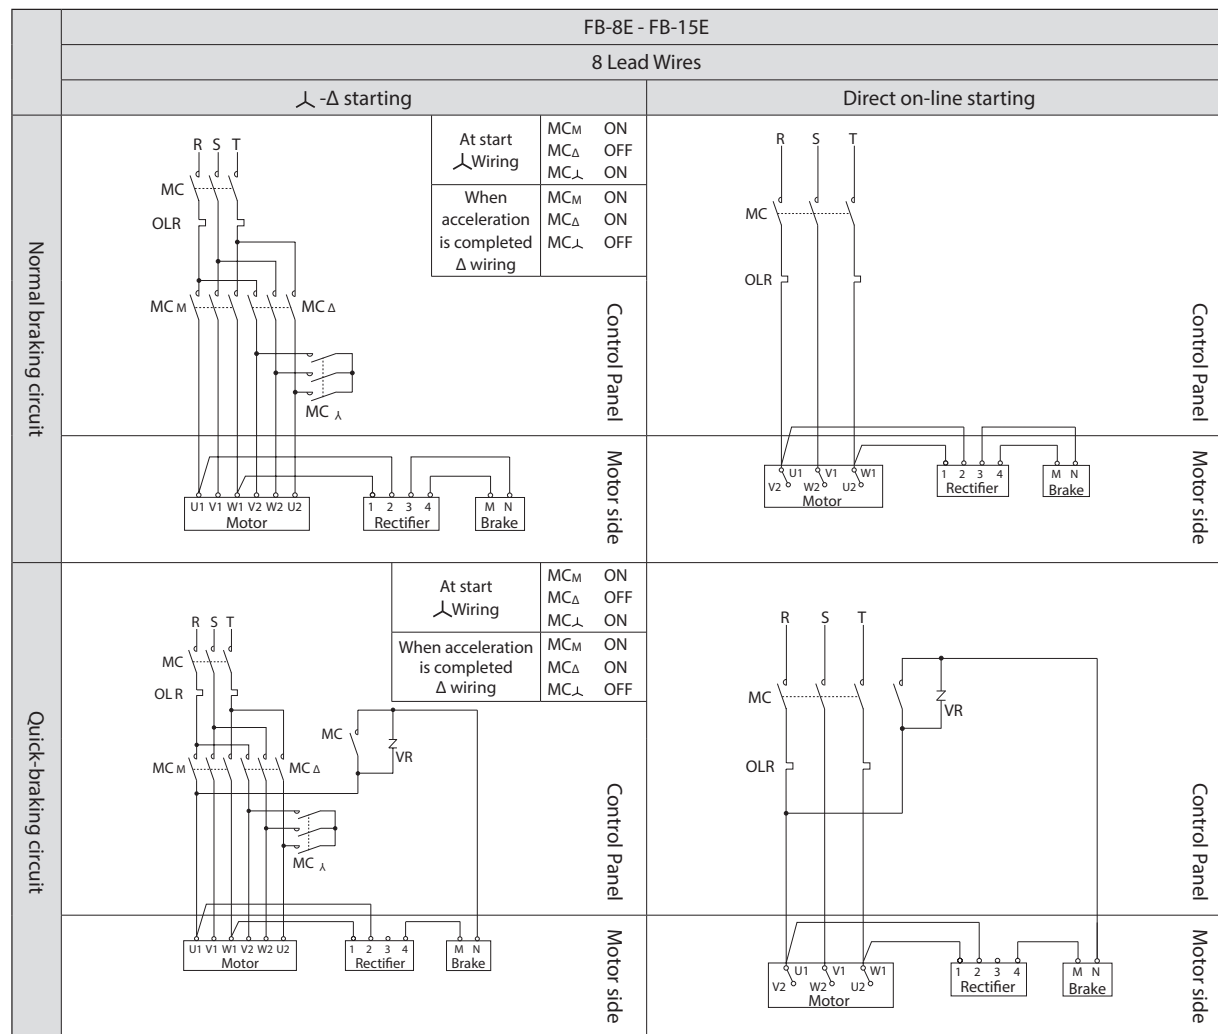 FB-8E - FB-15E
8 Lead Wires
-Δ starting
Direct on-line starting
Normal braking circuit
R S T
MC
OLR
MC M
MC Δ
MC
At start
Wiring
MCM ON
MCΔ OFF
MC ON
When
acceleration
is completed
Δ wiring
MCM ON
MCΔ ON
MC OFF
Control Panel
Motor side
U1 V1 W1 V2 W2 U2
Motor
1 2 3 4
Rectifier
M N
Brake
R S T
MC
OLR
Control Panel
Motor side
U1 V1 W1
V2 W2 U2
Motor
1 2 3 4
Rectifier
M N
Brake
Quick-braking circuit
R S T
MC
OL R
MC M
MC Δ
MC
MC
VR
At start
Wiring
MCM ON
MCΔ OFF
MC ON
When acceleration
is completed
Δ wiring
MCM ON
MCΔ ON
MC OFF
Control Panel
Motor side
U1 V1 W1 V2 W2 U2
Motor
1 2 3 4
Rectifier
M N
Brake
R S T
MC
VR
OLR
Control Panel
Motor side
U1 V1 W1
V2 W2 U2
Motor
1 2 3 4
Rectifier
M N
Brake